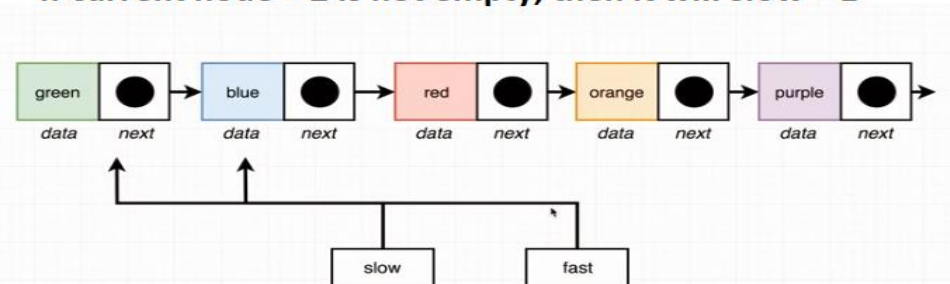 green blue red orange purple
data next data next data next data next data next
slow fast